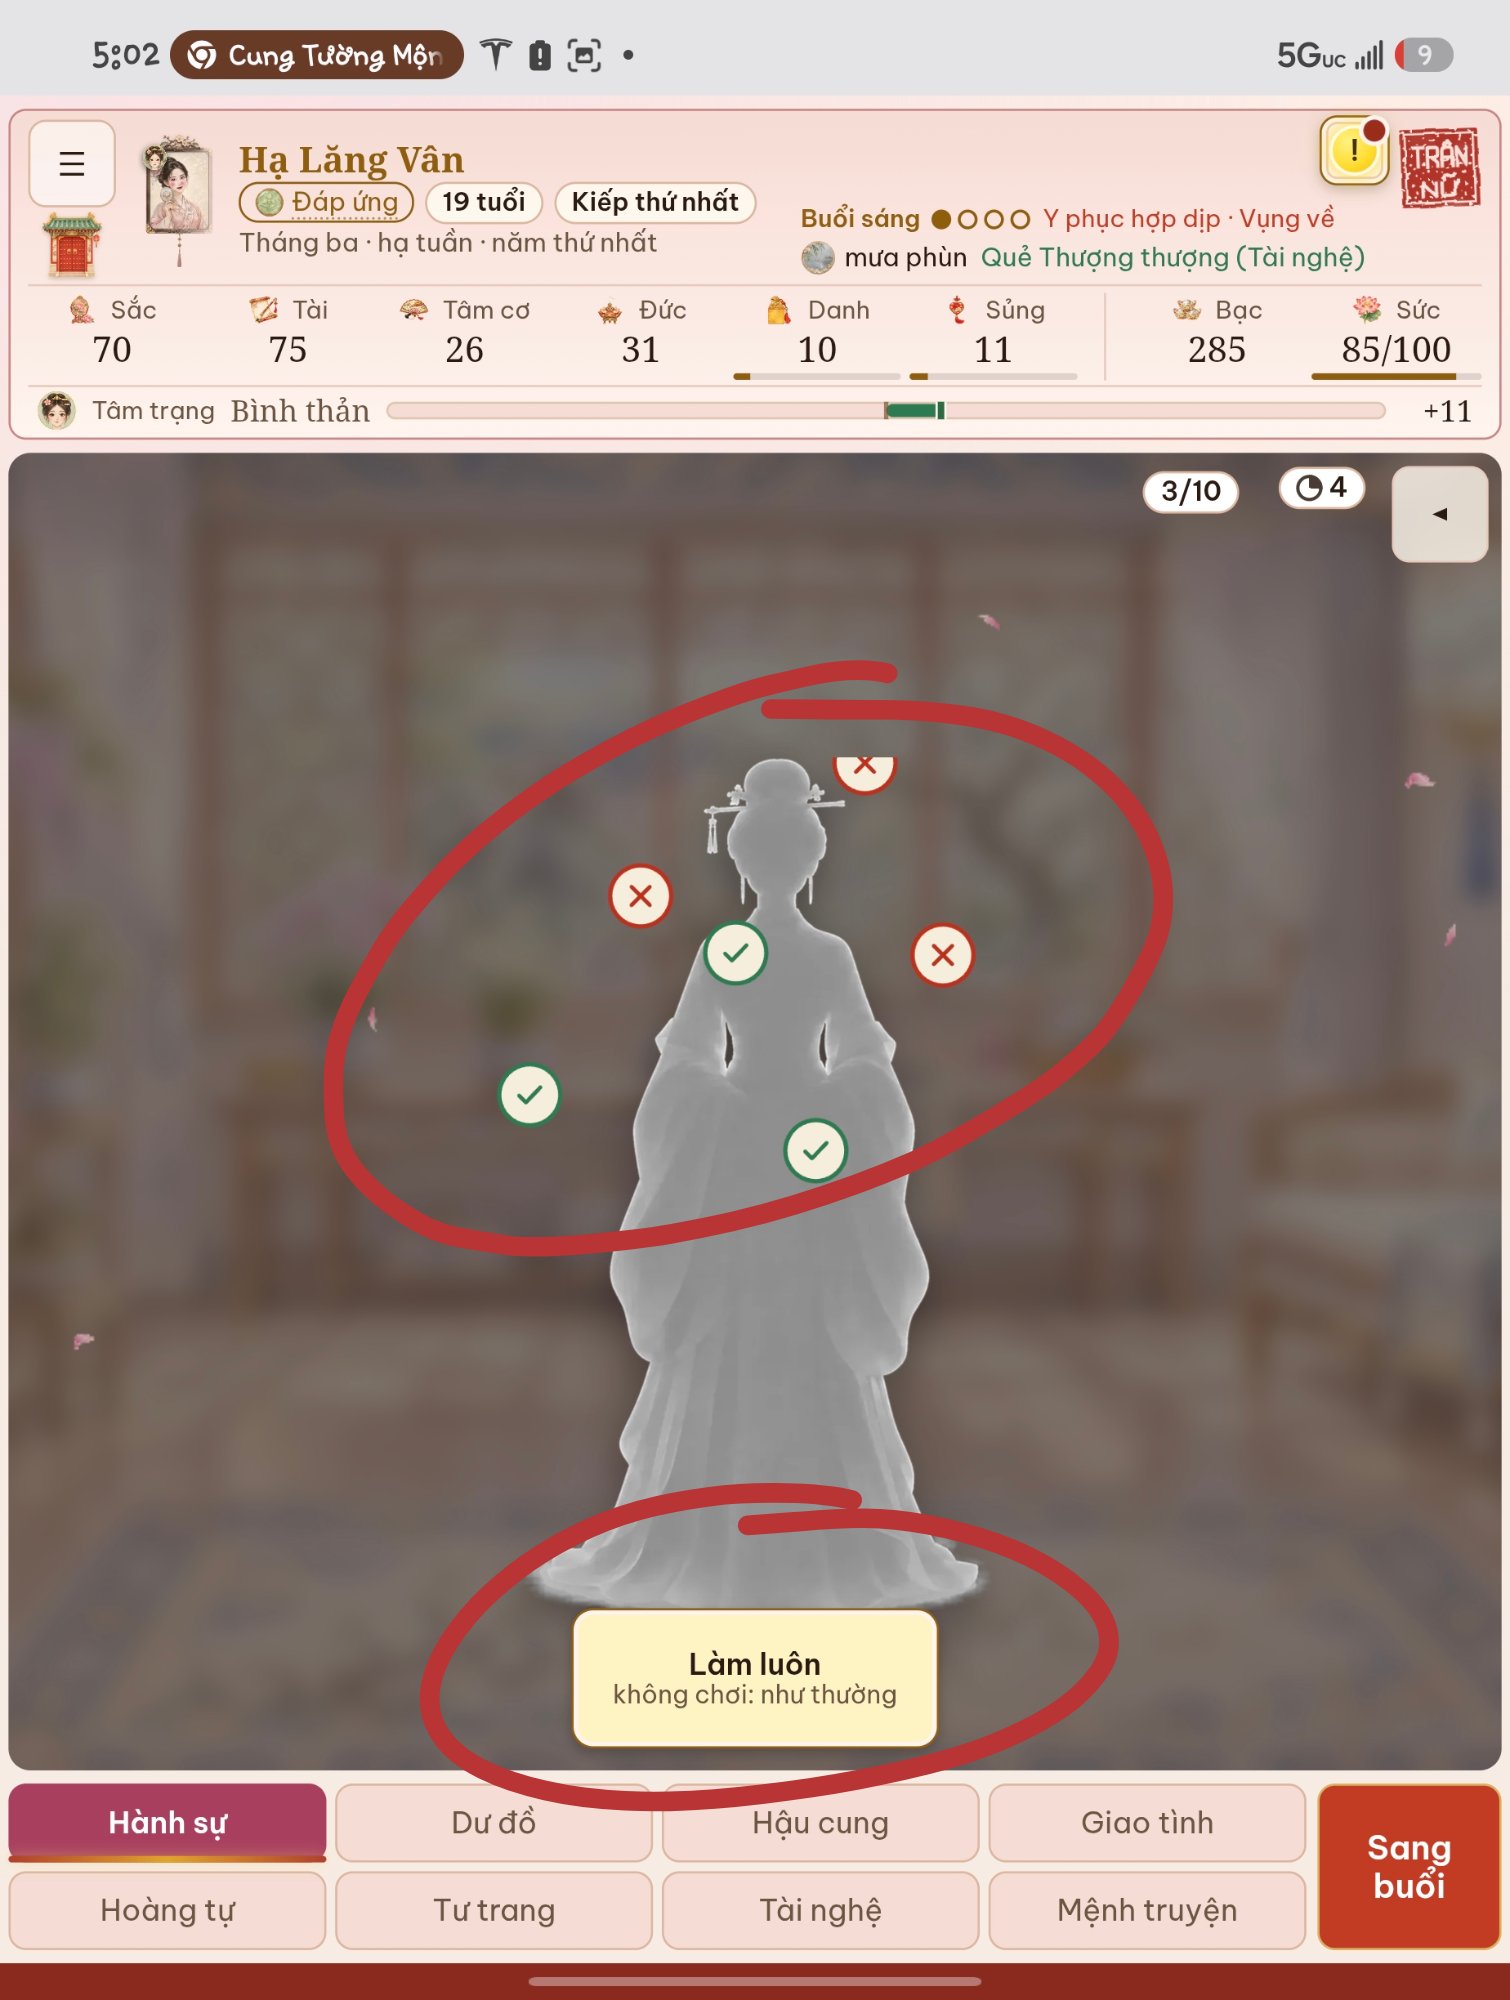 5:02 Cung Tường Mộn 5G UC 9
Hạ Lăng Vân
Đáp ứng 19 tuổi Kiếp thứ nhất
Tháng ba · hạ tuần · năm thứ nhất
Buổi sáng Y phục hợp dịp · Vụng về
mưa phùn Quẻ Thượng thượng (Tài nghệ)
!
TRÂN
NỮ
Sắc Tài Tâm cơ Đức Danh Sủng Bạc Sức
70 75 26 31 10 11 285 85/100
Tâm trạng Bình thản +11
3/10 4
Làm luôn
không chơi: như thường
Hành sự Dư đồ Hậu cung Giao tình
Hoàng tự Tư trang Tài nghệ Mệnh truyện
Sang
buổi